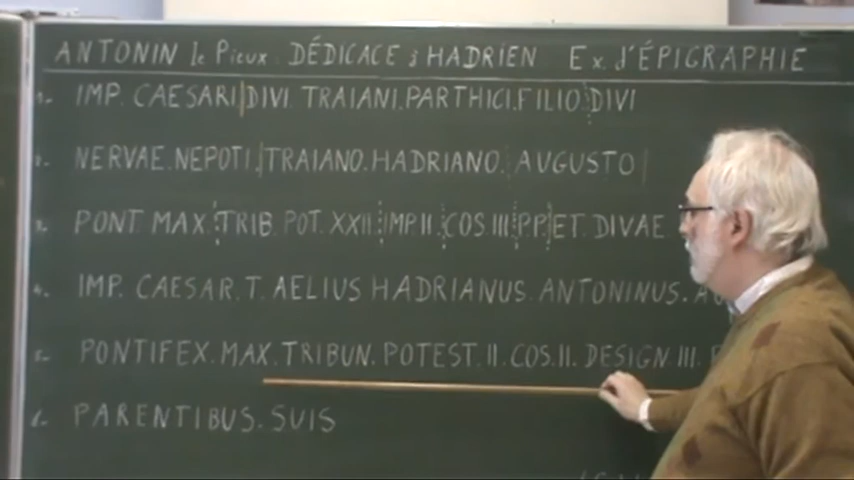 ANTONIN le Pieux : DÉDICACE à HADRIEN Ex. d'ÉPIGRAPHIE
1. IMP. CAESARI DIVI TRAIANI. PARTHICI. FILIO. DIVI
2. NERVAE. NEPOTI. TRAIANO. HADRIANO. AUGUSTO
3. PONT MAX. TRIB POT XXII. IMP II. COS III. P.P. ET DIVAE
4. IMP. CAESAR. T. AELIUS HADRIANUS. ANTONINUS.
5. PONTIFEX. MAX. TRIBUN. POTEST. II. COS. II. DESIGN. III.
6. PARENTIBUS. SUIS